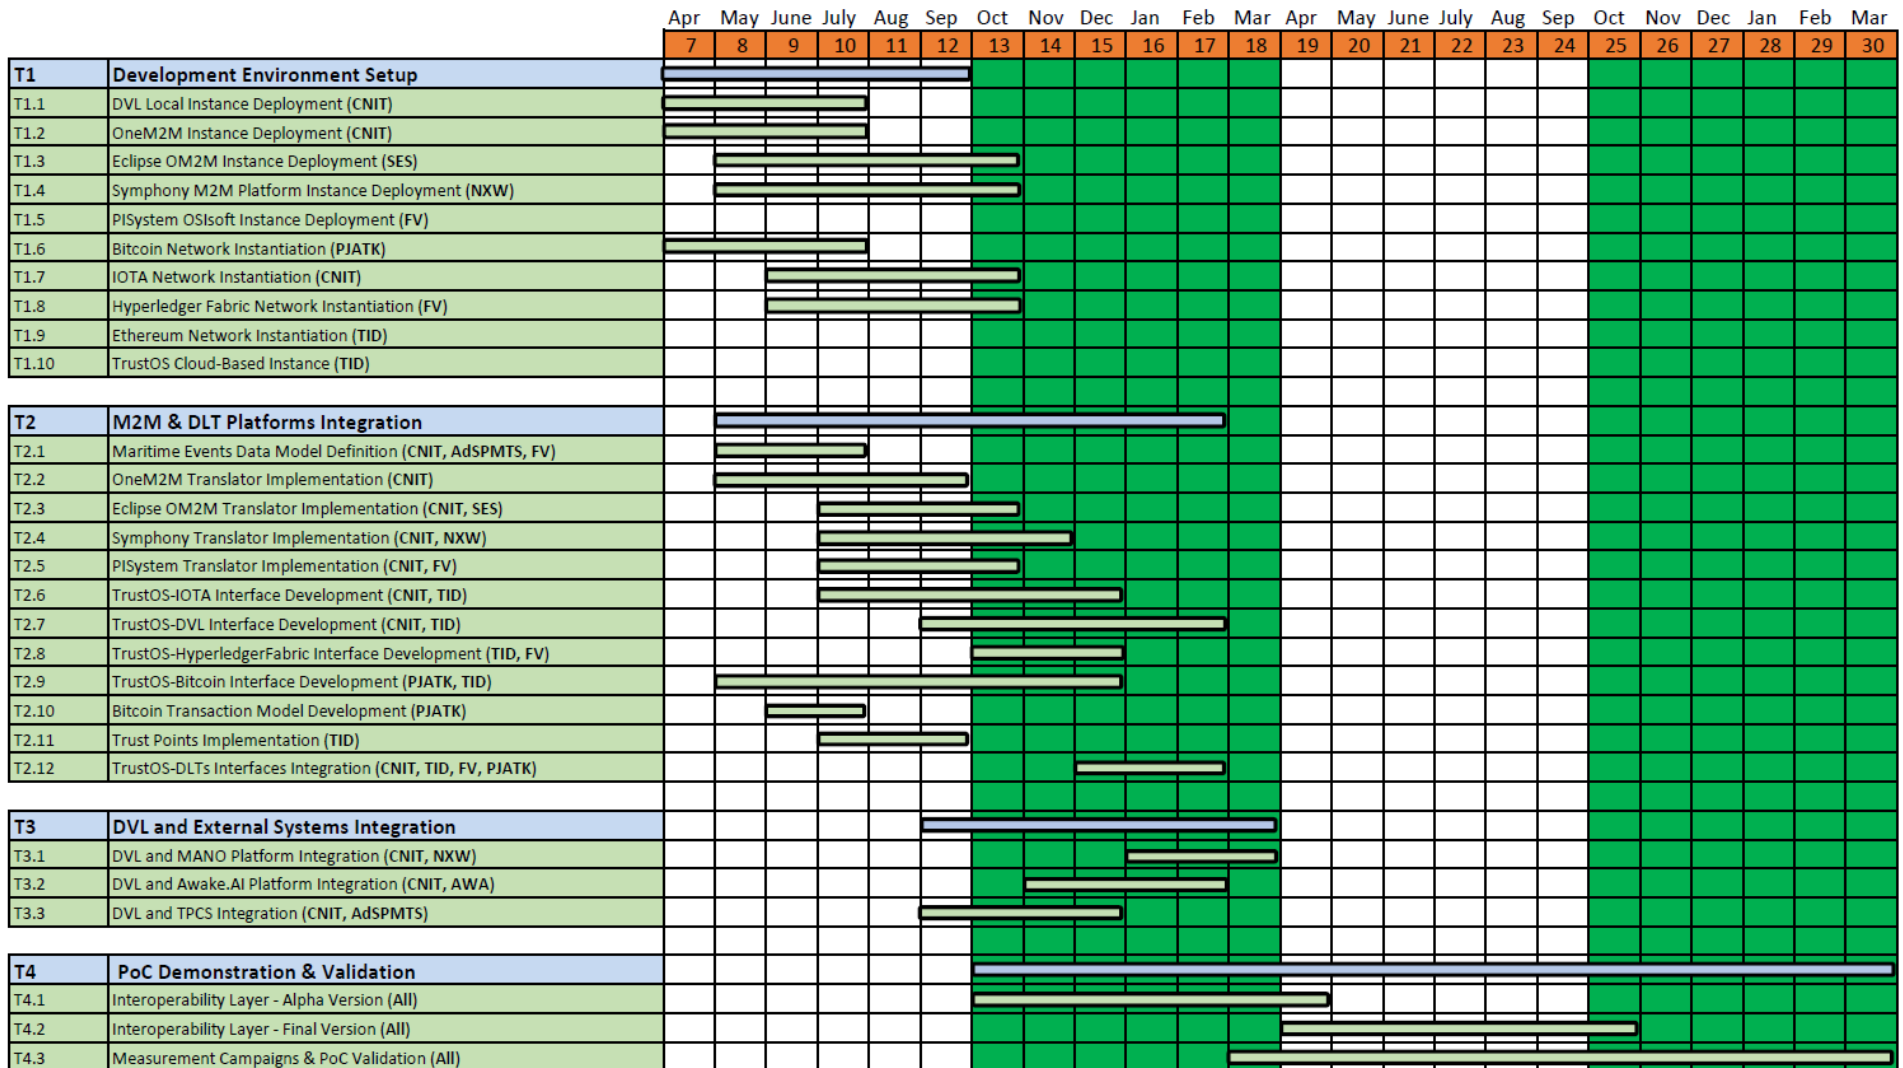 Apr May June July Aug Sep Oct Nov Dec Jan Feb Mar Apr May June July Aug Sep Oct Nov Dec Jan Feb Mar
7 8 9 10 11 12 13 14 15 16 17 18 19 20 21 22 23 24 25 26 27 28 29 30
T1 Development Environment Setup
T1.1 DVL Local Instance Deployment (CNIT)
T1.2 OneM2M Instance Deployment (CNIT)
T1.3 Eclipse OM2M Instance Deployment (SES)
T1.4 Symphony M2M Platform Instance Deployment (NXW)
T1.5 PISystem OSIsoft Instance Deployment (FV)
T1.6 Bitcoin Network Instantiation (PJATK)
T1.7 IOTA Network Instantiation (CNIT)
T1.8 Hyperledger Fabric Network Instantiation (FV)
T1.9 Ethereum Network Instantiation (TID)
T1.10 TrustOS Cloud-Based Instance (TID)
T2 M2M & DLT Platforms Integration
T2.1 Maritime Events Data Model Definition (CNIT, AdSPMTS, FV)
T2.2 OneM2M Translator Implementation (CNIT)
T2.3 Eclipse OM2M Translator Implementation (CNIT, SES)
T2.4 Symphony Translator Implementation (CNIT, NXW)
T2.5 PISystem Translator Implementation (CNIT, FV)
T2.6 TrustOS-IOTA Interface Development (CNIT, TID)
T2.7 TrustOS-DVL Interface Development (CNIT, TID)
T2.8 TrustOS-HyperledgerFabric Interface Development (TID, FV)
T2.9 TrustOS-Bitcoin Interface Development (PJATK, TID)
T2.10 Bitcoin Transaction Model Development (PJATK)
T2.11 Trust Points Implementation (TID)
T2.12 TrustOS-DLTs Interfaces Integration (CNIT, TID, FV, PJATK)
T3 DVL and External Systems Integration
T3.1 DVL and MANO Platform Integration (CNIT, NXW)
T3.2 DVL and Awake.AI Platform Integration (CNIT, AWA)
T3.3 DVL and TPCS Integration (CNIT, AdSPMTS)
T4 PoC Demonstration & Validation
T4.1 Interoperability Layer - Alpha Version (All)
T4.2 Interoperability Layer - Final Version (All)
T4.3 Measurement Campaigns & PoC Validation (All)